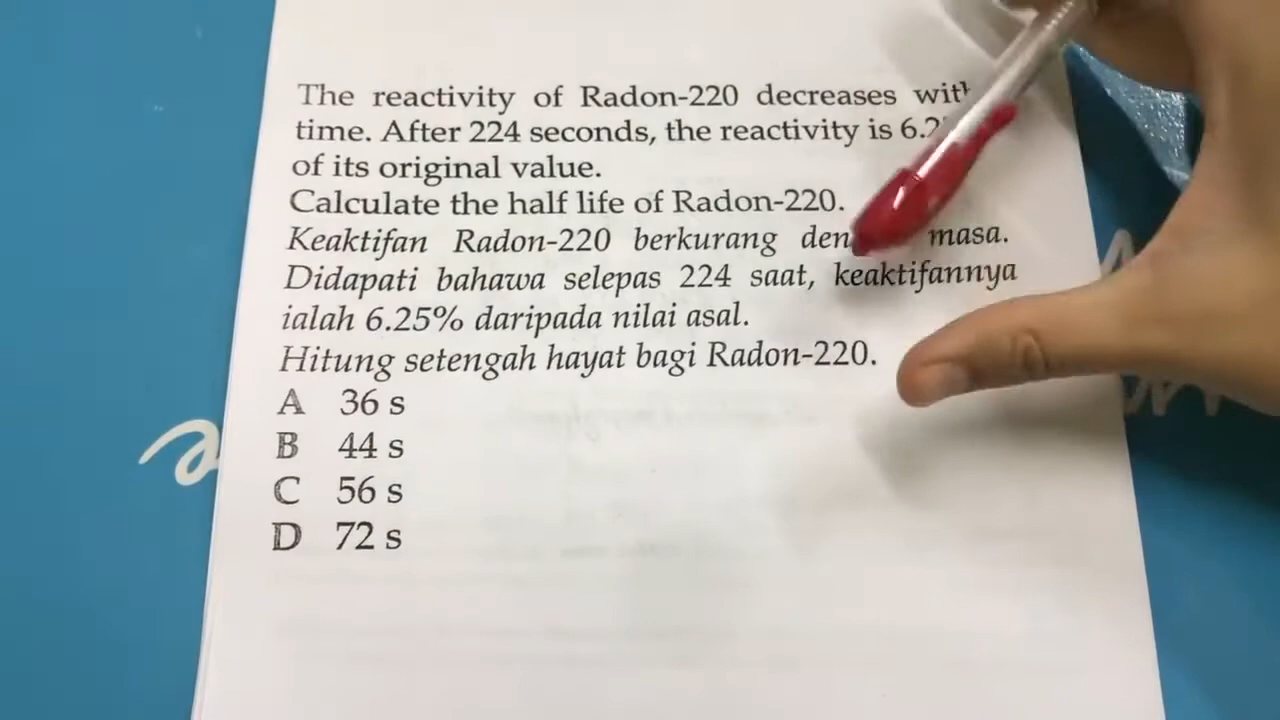 The reactivity of Radon-220 decreases
time. After 224 seconds, the reactivity is
of its original value.
Calculate the half life of Radon-220.
Keaktifan Radon-220 berkurang masa.
Didapati bahawa selepas 224 saat, keaktifannya
ialah 6.25% daripada nilai asal.
Hitung setengah hayat bagi Radon-220.
A 36 s
B 44 s
C 56 s
D 72 s